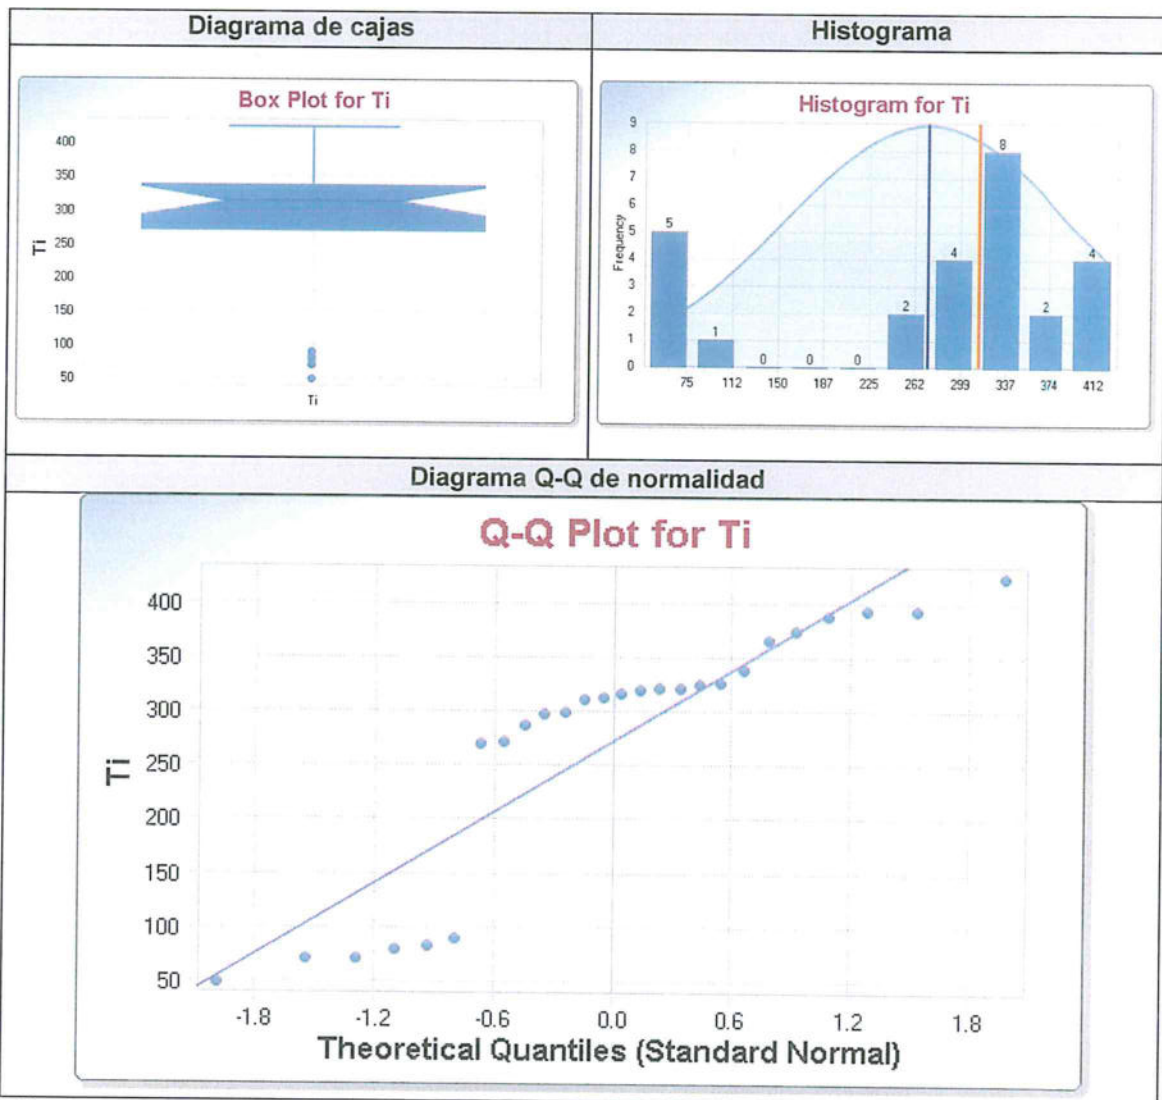 Diagrama de cajas
Histograma
Box Plot for Ti
400
350
300
250
200
150
100
50
Ti
Ti
Histogram for Ti
Frequency
9
8
7
6
5
4
3
2
1
0
5
1
0
0
0
2
4
8
2
4
75 112 150 187 225 262 299 337 374 412
Diagrama Q-Q de normalidad
Q-Q Plot for Ti
Ti
400
350
300
250
200
150
100
50
-1.8 -1.2 -0.6 0.0 0.6 1.2 1.8
Theoretical Quantiles (Standard Normal)